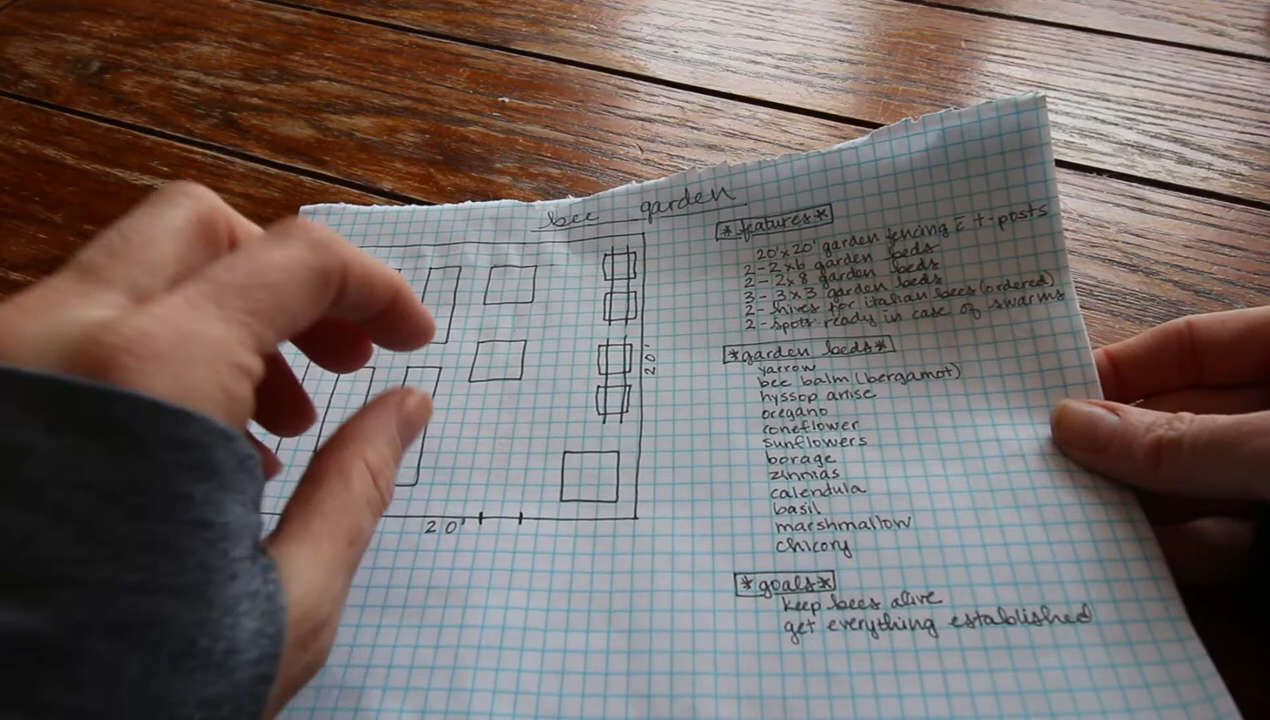 bee garden
*features*
20'x20' garden fencing c̄ t-posts
2-2x6 garden beds
2-2x8 garden beds
3-3x3 garden beds
2-hives for italian bees (ordered)
2-spots ready in case of swarms
20'
*garden beds*
yarrow
bee balm (bergamot)
hyssop anise
oregano
coneflower
sunflowers
borage
zinnias
calendula
basil
marshmallow
chicory
20'
*goals*
keep bees alive
get everything established